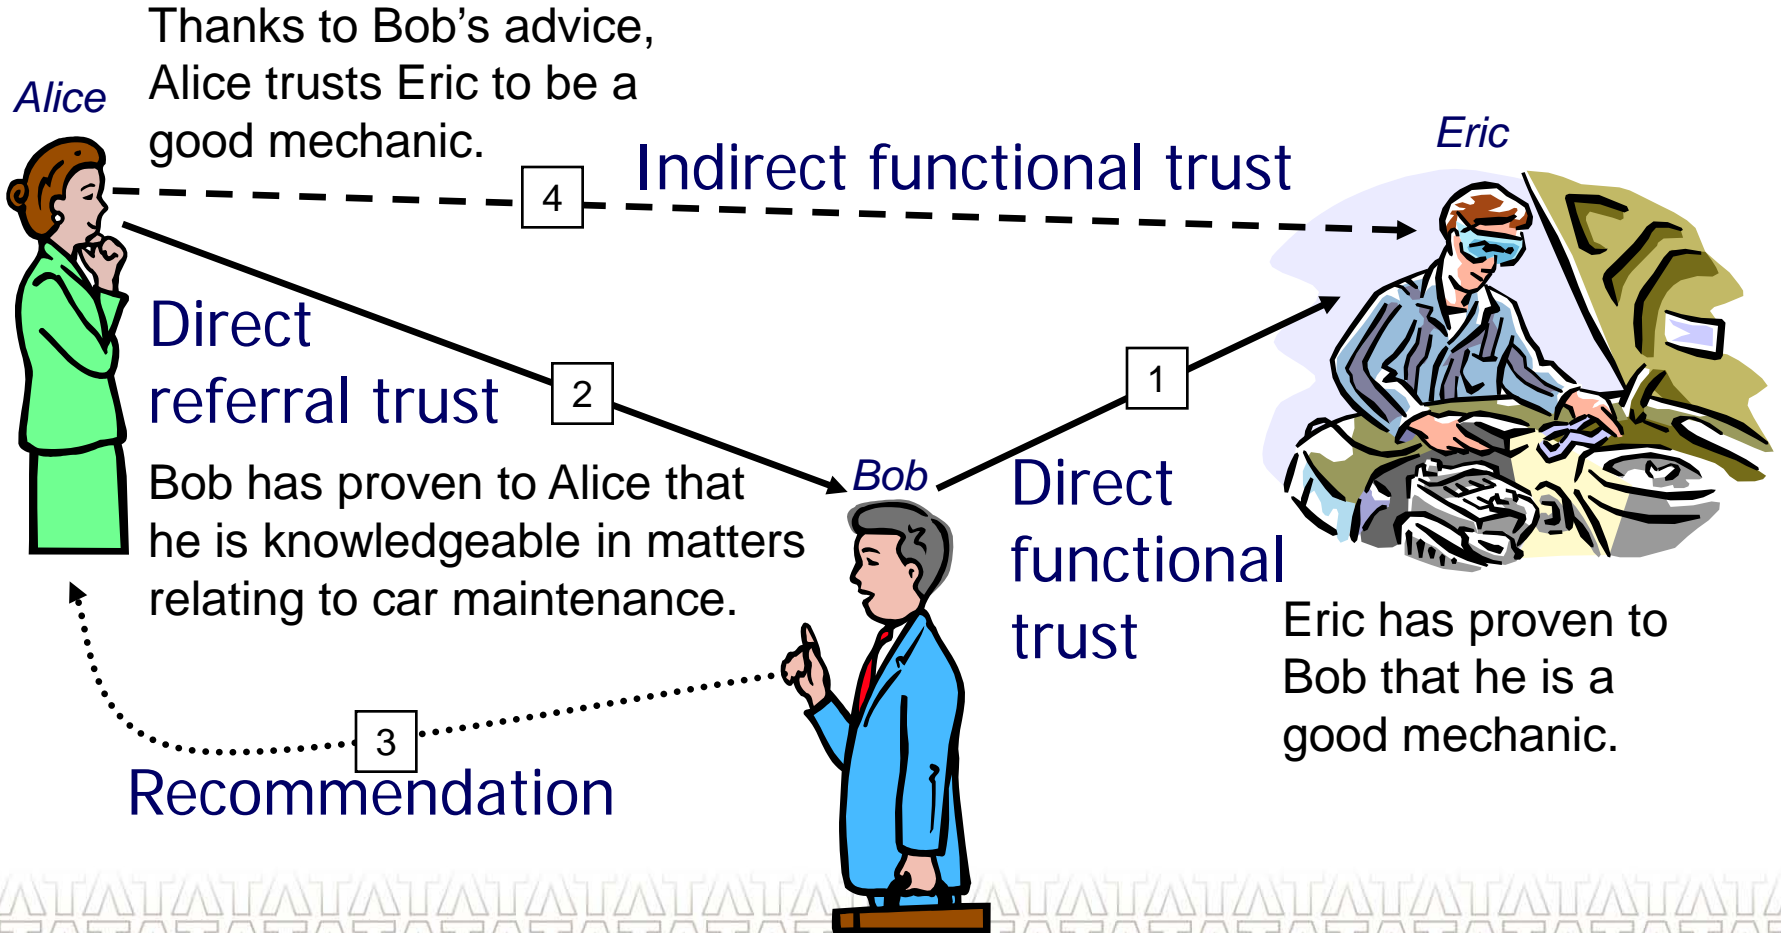 Thanks to Bob's advice,
Alice trusts Eric to be a
good mechanic.
Alice
Eric
Indirect functional trust
4
Direct
referral trust
2
1
Bob has proven to Alice that
he is knowledgeable in matters
relating to car maintenance.
Bob
Direct
functional
trust
Eric has proven to
Bob that he is a
good mechanic.
3
Recommendation
TATATATATATATATATATATATATATATATATA